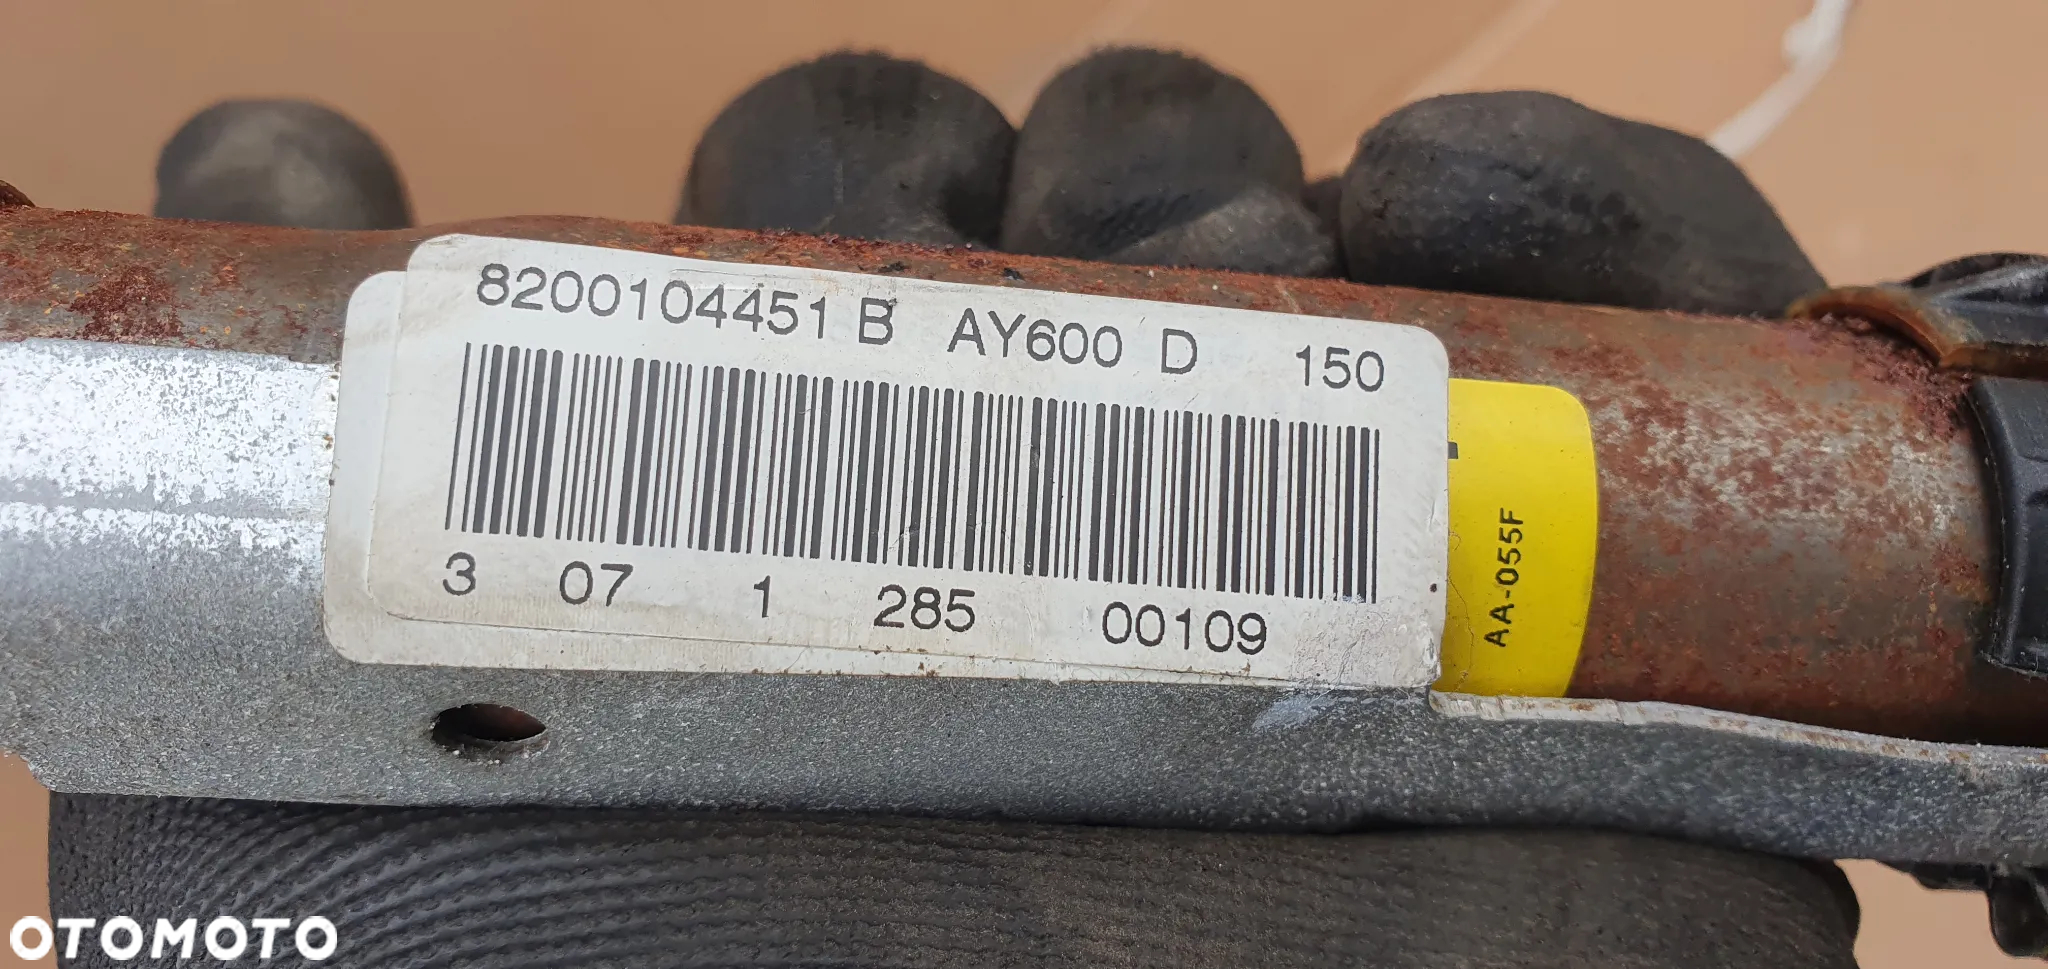 8200104451 B AY600 D 150
3 07 1 285 00109
AA-055F
OTOMOTO